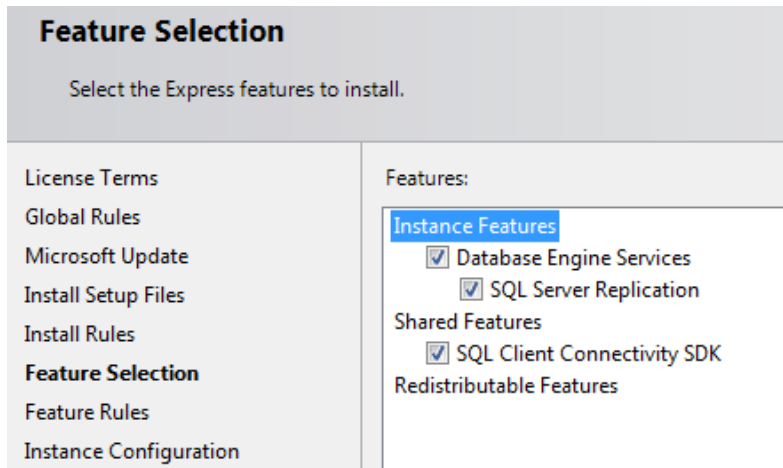 Feature Selection
Select the Express features to install.
License Terms
Global Rules
Microsoft Update
Install Setup Files
Install Rules
Feature Selection
Feature Rules
Instance Configuration
Features:
Instance Features
Database Engine Services
SQL Server Replication
Shared Features
SQL Client Connectivity SDK
Redistributable Features